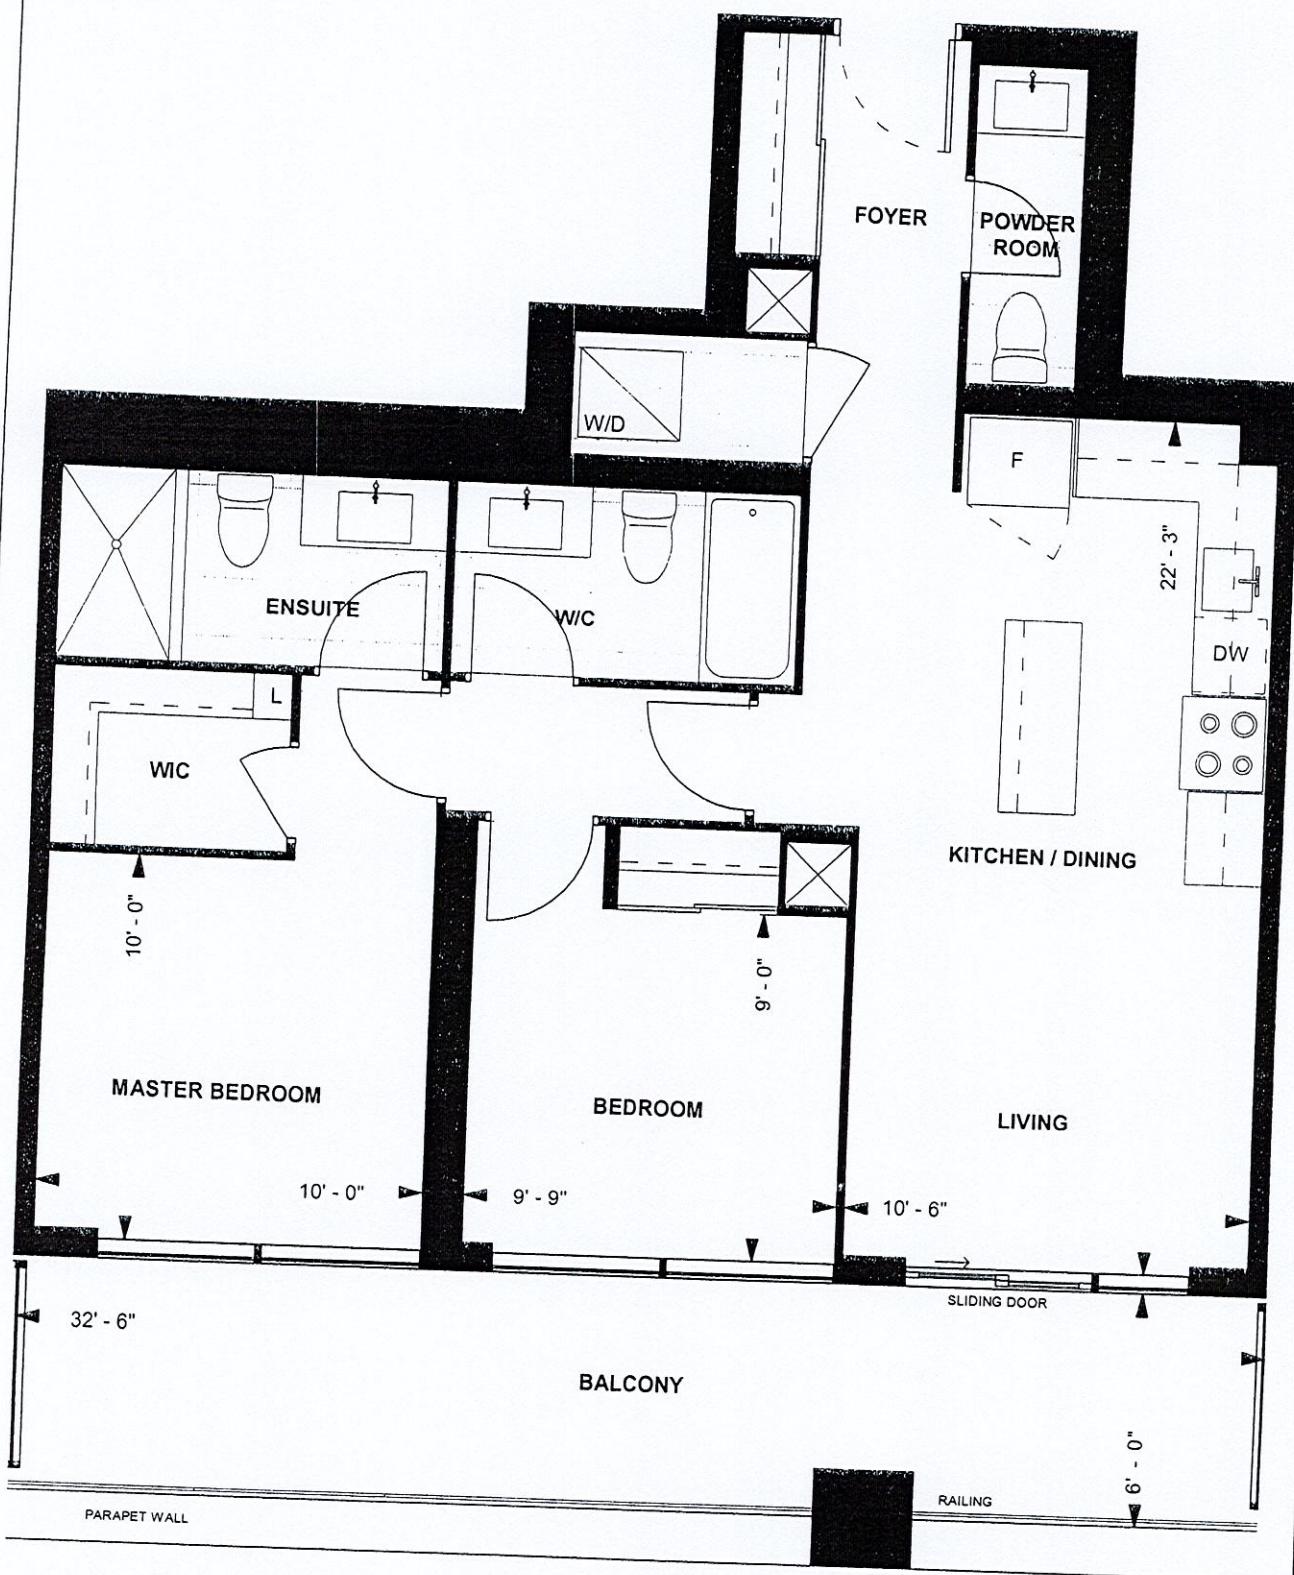 FOYER
POWDER
ROOM
W/D
F
22' - 3"
ENSUITE
W/C
DW
L
WIC
KITCHEN / DINING
10' - 0"
9' - 0"
MASTER BEDROOM
BEDROOM
LIVING
10' - 0"
9' - 9"
10' - 6"
SLIDING DOOR
32' - 6"
BALCONY
6' - 0"
RAILING
PARAPET WALL